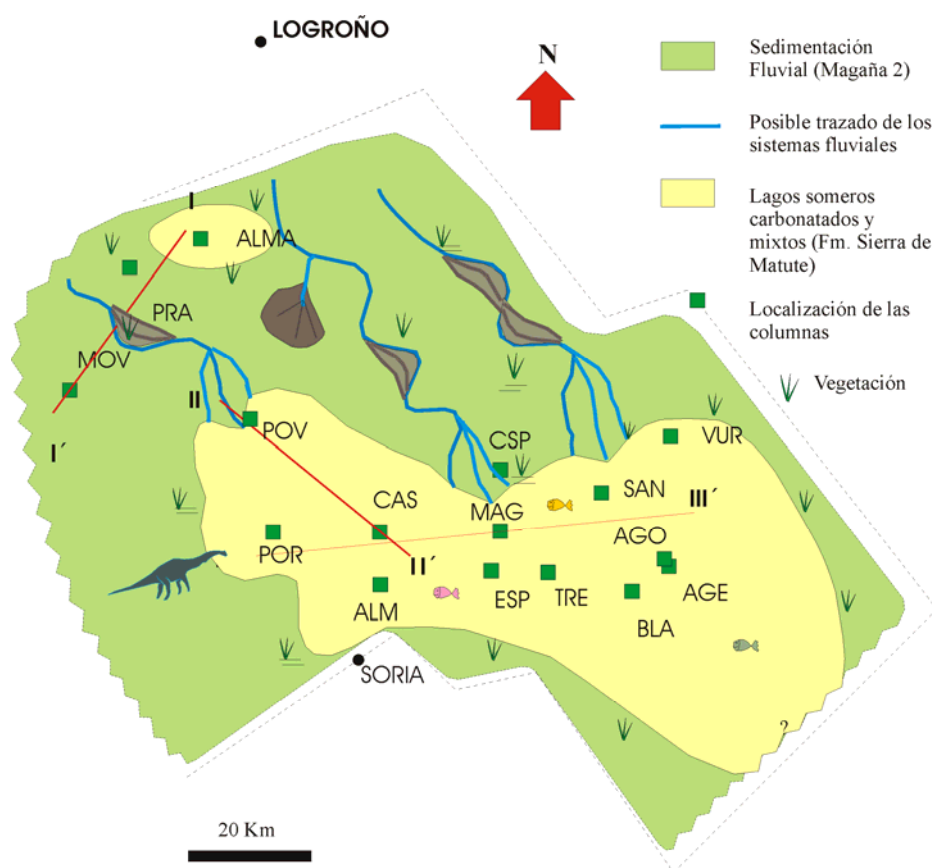 LOGROÑO
N
Sedimentación
Fluvial (Magaña 2)
Posible trazado de los
sistemas fluviales
Lagos someros
carbonatados y
mixtos (Fm. Sierra de
Matute)
Localización de las
columnas
Vegetación
I
ALMA
PRA
MOV
I´
II
POV
CSP
VUR
CAS
SAN
III´
MAG
POR
AGO
II´
ALM
ESP
TRE
AGE
BLA
SORIA
?
20 Km